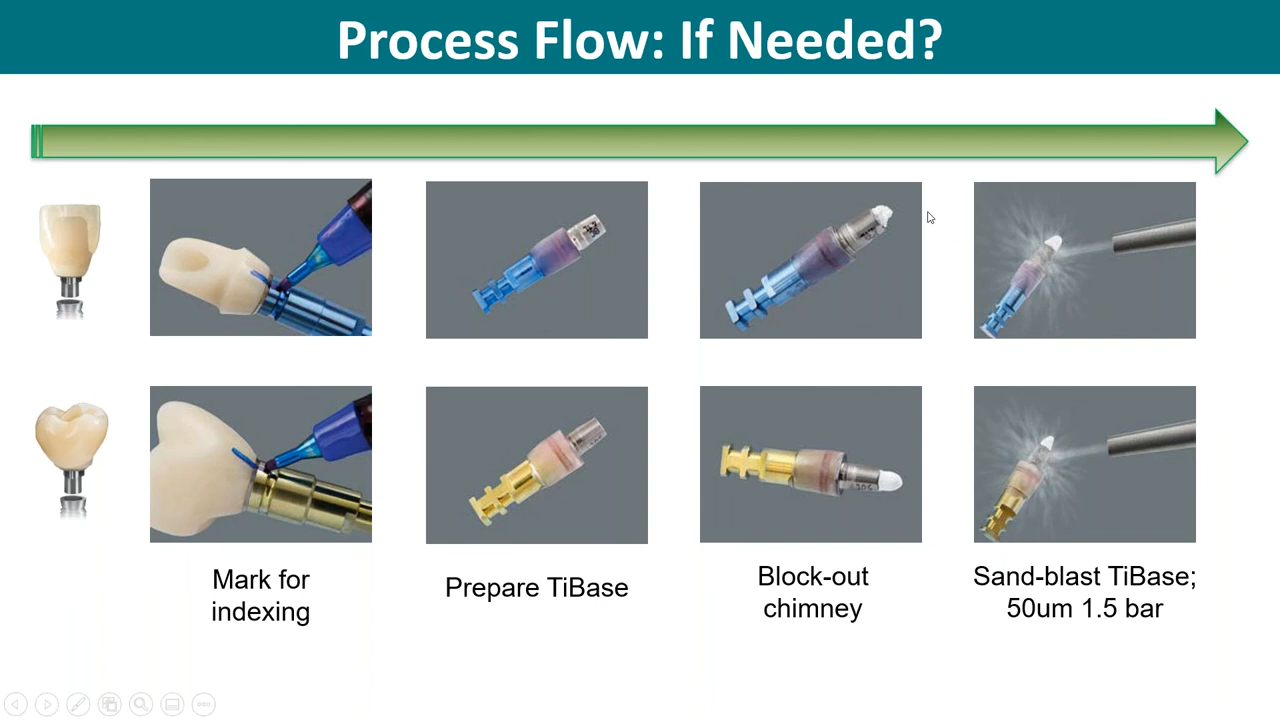 Process Flow: If Needed?
Mark for
indexing
Prepare TiBase
Block-out
chimney
Sand-blast TiBase;
50um 1.5 bar